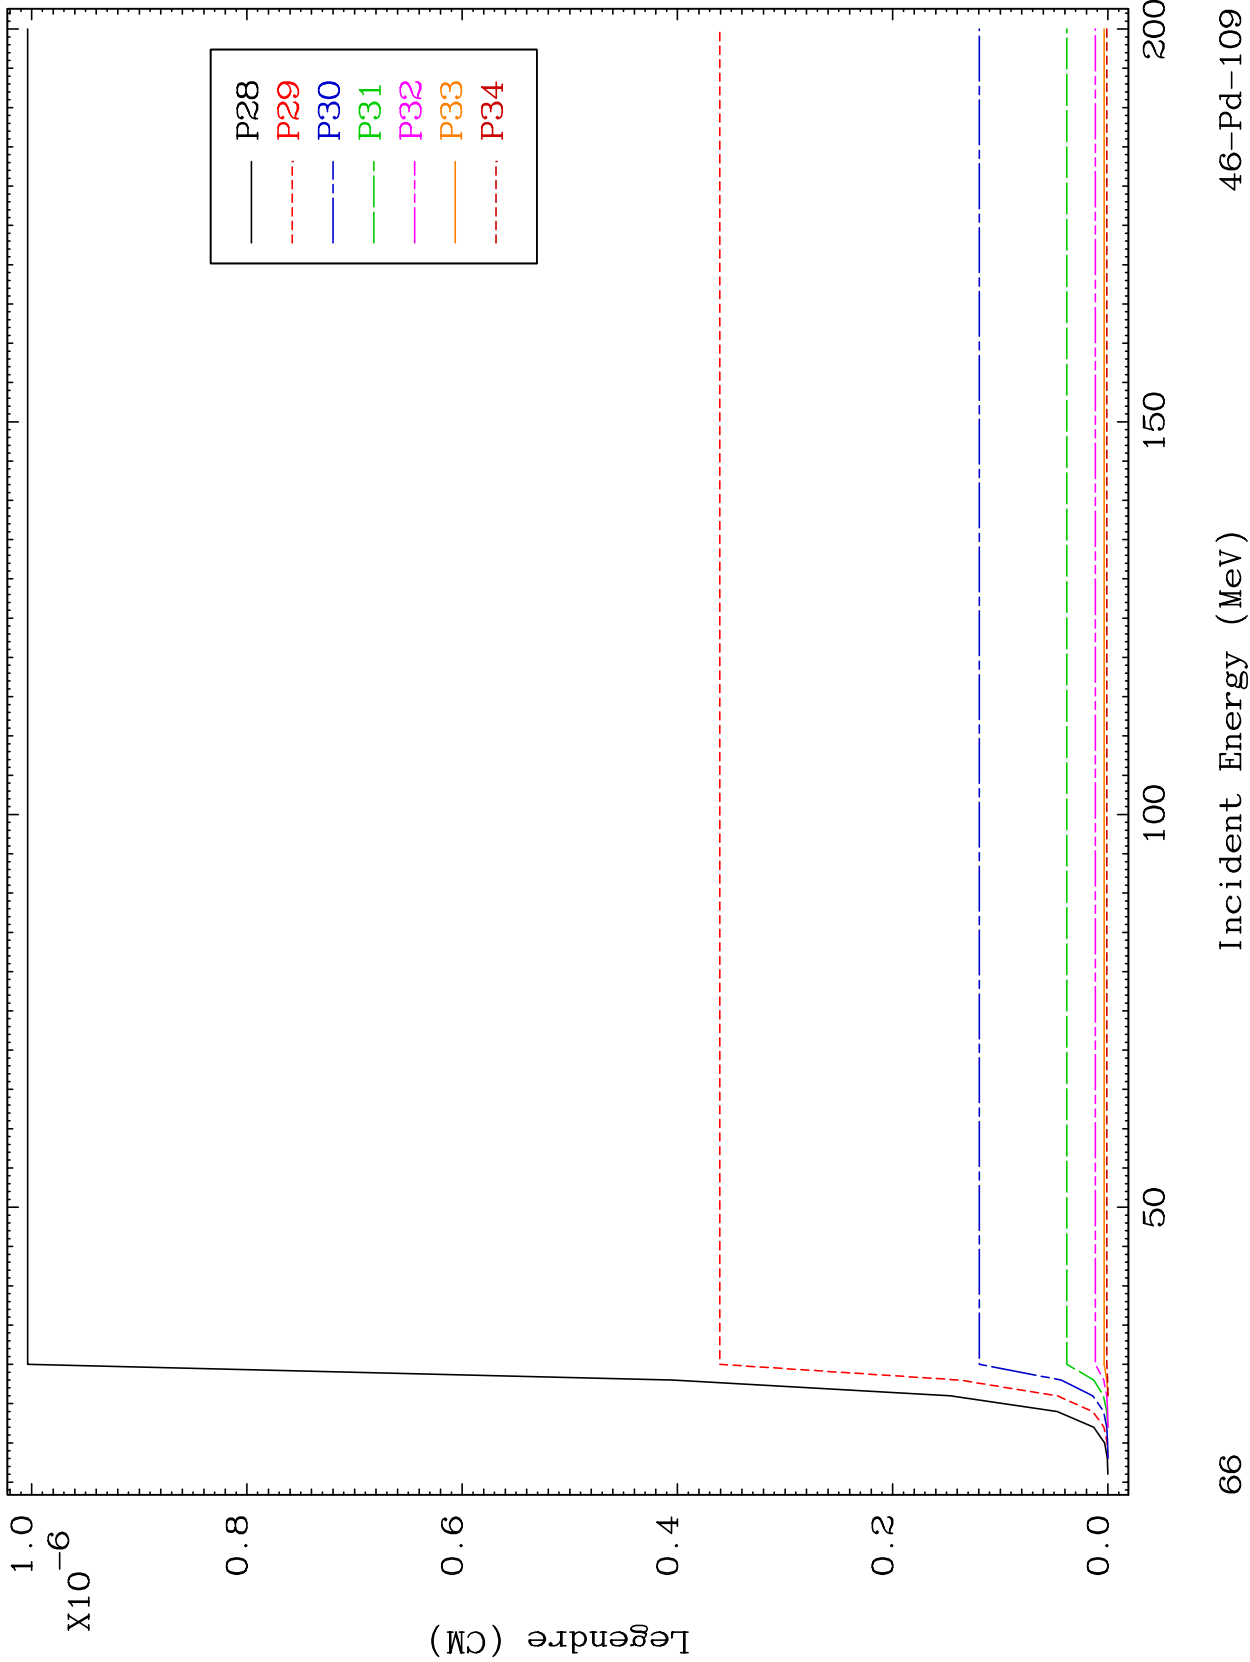 1.0
X10⁻⁶
0.8
0.6
0.4
0.2
0.0
Legendre (CM)
P28
P29
P30
P31
P32
P33
P34
50
100
150
200
Incident Energy (MeV)
66
46-Pd-109